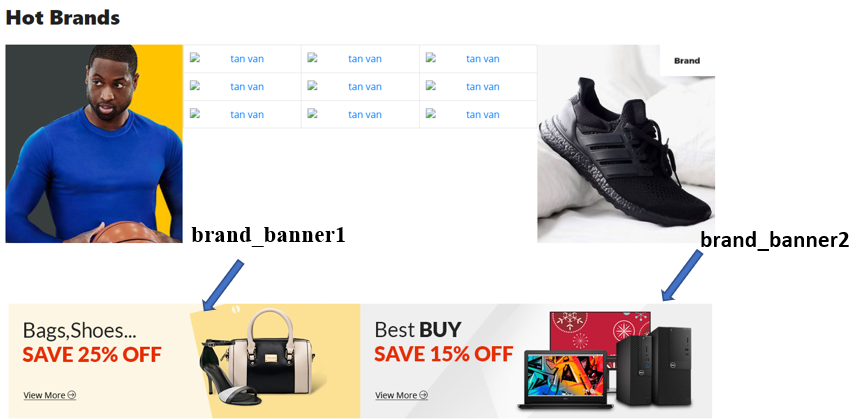 Hot Brands
Brand
tan van tan van tan van
tan van tan van tan van
tan van tan van tan van
brand_banner1
brand_banner2
Bags,Shoes...
SAVE 25% OFF
View More
Best BUY
SAVE 15% OFF
View More